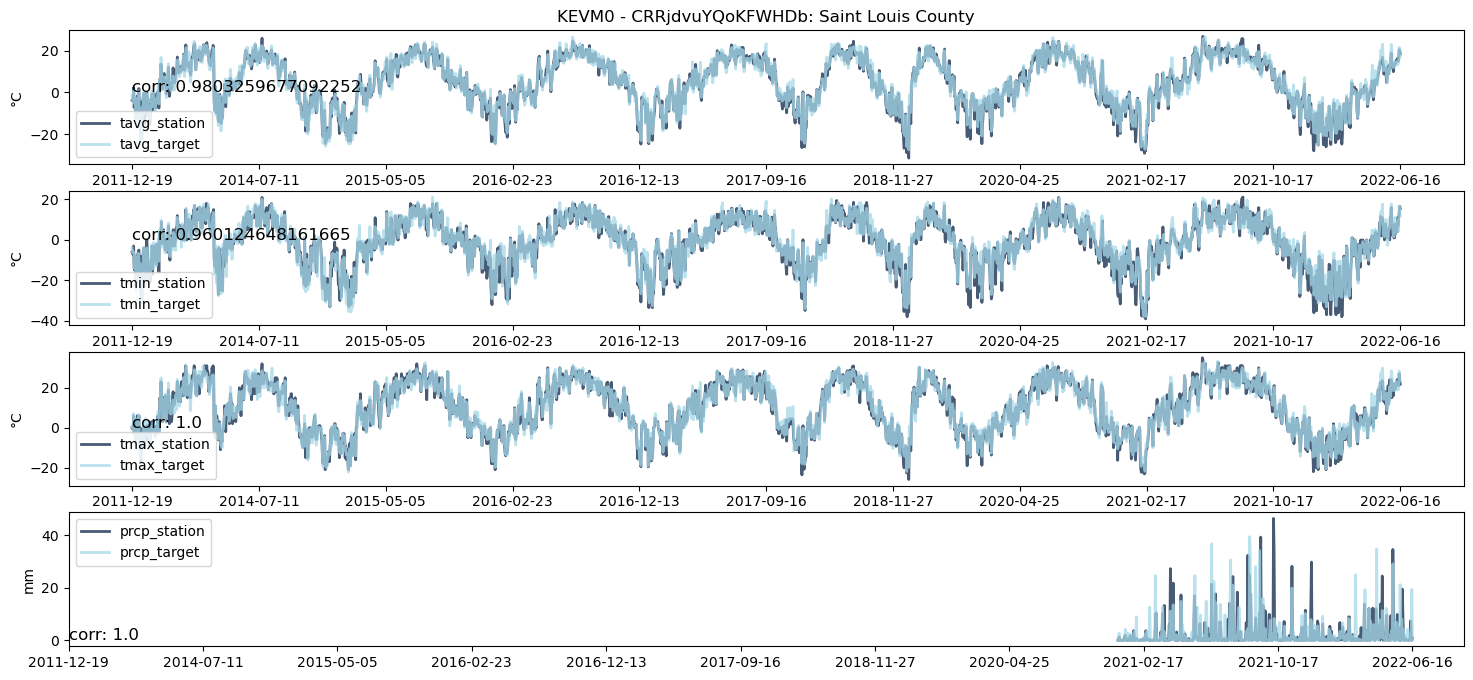 KEVM0 - CRRjdvuYQoKFWHDb: Saint Louis County
20
0
−20
°C
corr: 0.9803259677092252
tavg_station
tavg_target
2011-12-19 2014-07-11 2015-05-05 2016-02-23 2016-12-13 2017-09-16 2018-11-27 2020-04-25 2021-02-17 2021-10-17 2022-06-16
20
0
−20
−40
°C
corr: 0.960124648161665
tmin_station
tmin_target
2011-12-19 2014-07-11 2015-05-05 2016-02-23 2016-12-13 2017-09-16 2018-11-27 2020-04-25 2021-02-17 2021-10-17 2022-06-16
20
0
−20
°C
corr: 1.0
tmax_station
tmax_target
2011-12-19 2014-07-11 2015-05-05 2016-02-23 2016-12-13 2017-09-16 2018-11-27 2020-04-25 2021-02-17 2021-10-17 2022-06-16
40
20
0
mm
prcp_station
prcp_target
corr: 1.0
2011-12-19 2014-07-11 2015-05-05 2016-02-23 2016-12-13 2017-09-16 2018-11-27 2020-04-25 2021-02-17 2021-10-17 2022-06-16